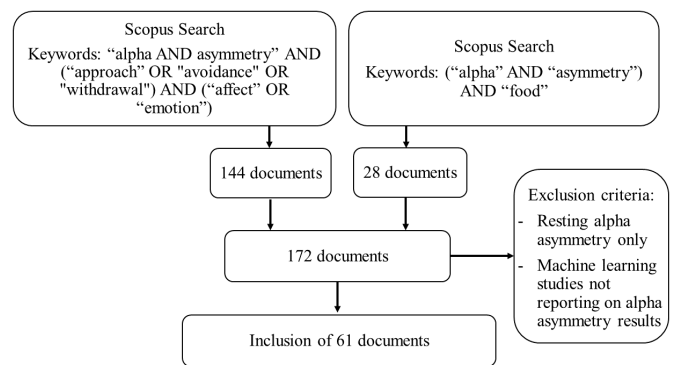 Scopus Search
Keywords: “alpha AND asymmetry” AND
(“approach” OR "avoidance" OR
"withdrawal") AND (“affect” OR
“emotion”)
Scopus Search
Keywords: (“alpha” AND “asymmetry”)
AND “food”
144 documents
28 documents
172 documents
Exclusion criteria:
- Resting alpha
asymmetry only
- Machine learning
studies not
reporting on alpha
asymmetry results
Inclusion of 61 documents